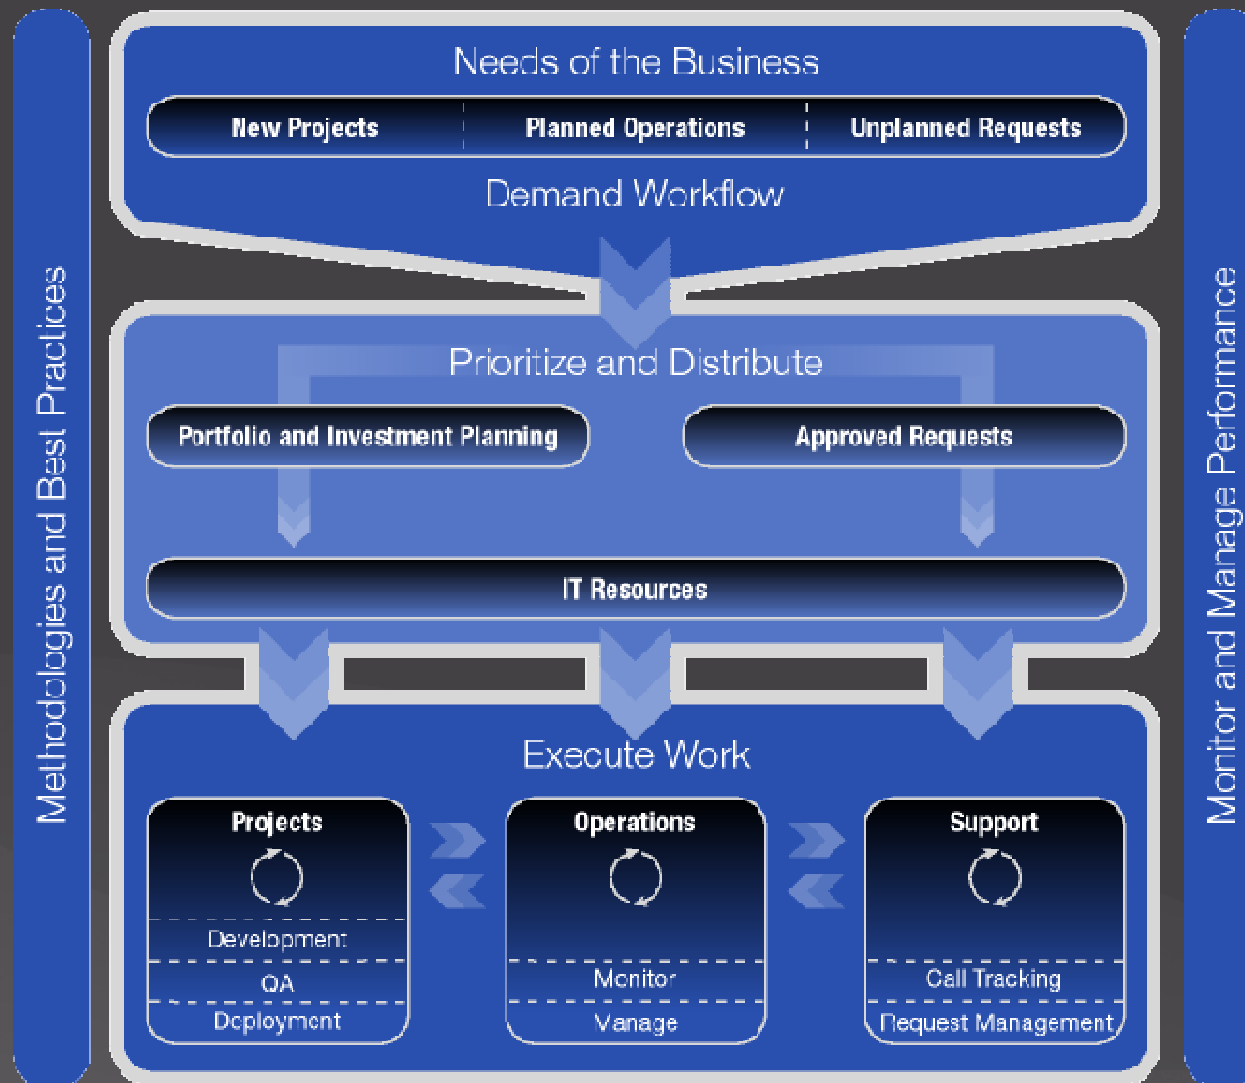 Needs of the Business
New Projects
Planned Operations
Unplanned Requests
Demand Workflow
Methodologies and Best Practices
Monitor and Manage Performance
Prioritize and Distribute
Portfolio and Investment Planning
Approved Requests
IT Resources
Execute Work
Projects
Development
QA
Deployment
Operations
Monitor
Manage
Support
Call Tracking
Request Management